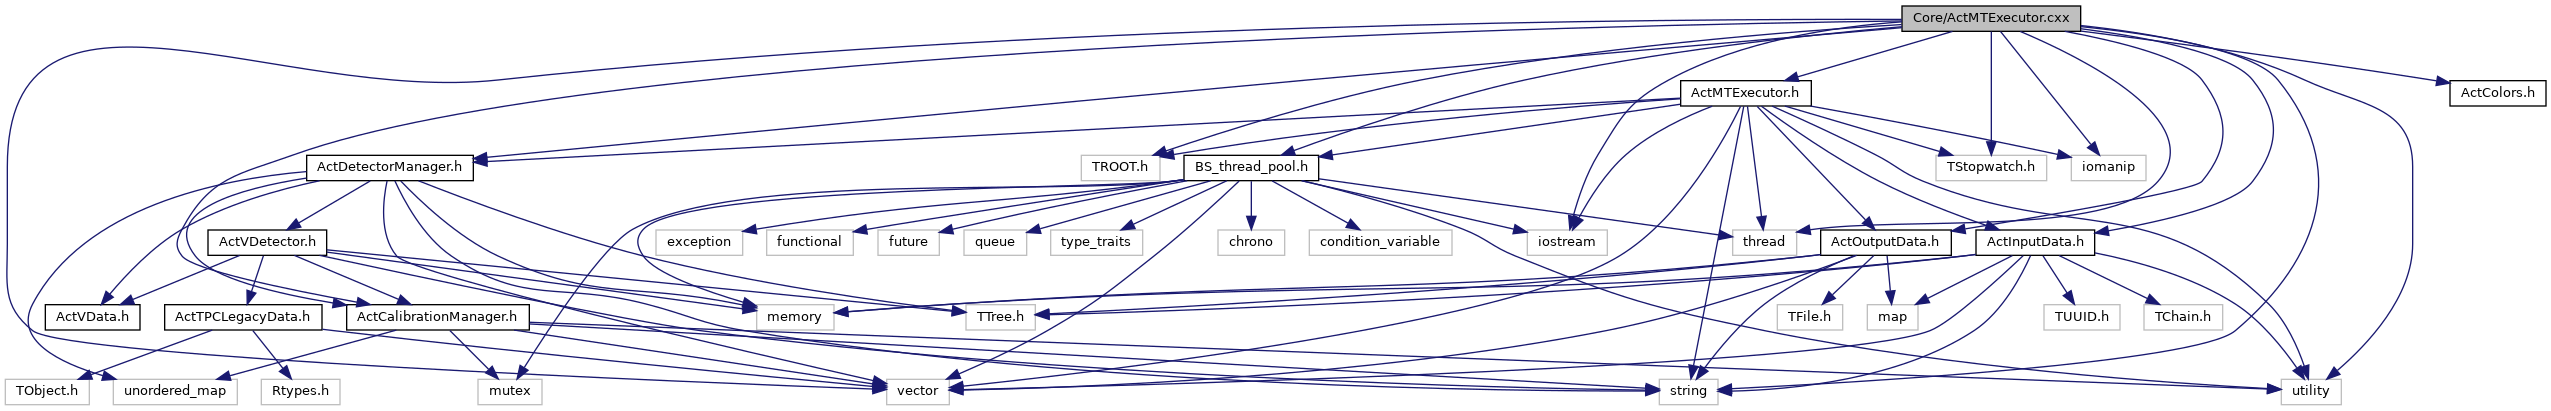 Core/ActMTExecutor.cxx
ActMTExecutor.h
ActColors.h
ActDetectorManager.h
TROOT.h
BS_thread_pool.h
TStopwatch.h
iomanip
ActVDetector.h
exception
functional
future
queue
type_traits
chrono
condition_variable
iostream
thread
ActOutputData.h
ActInputData.h
ActVData.h
ActTPCLegacyData.h
ActCalibrationManager.h
memory
TTree.h
TFile.h
map
TUUID.h
TChain.h
TObject.h
unordered_map
Rtypes.h
mutex
vector
string
utility